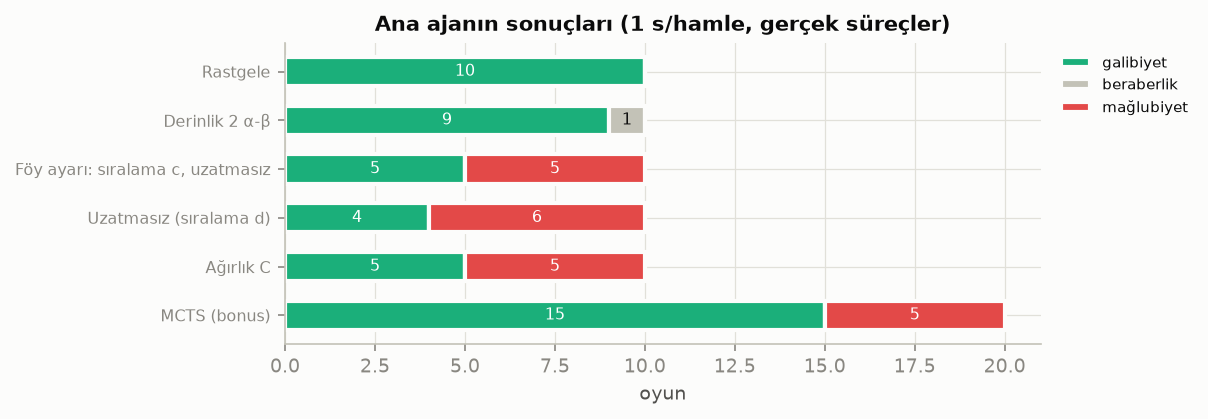 Ana ajanın sonuçları (1 s/hamle, gerçek süreçler)
galibiyet
beraberlik
mağlubiyet
Rastgele
10
Derinlik 2 α-β
9
1
Föy ayarı: sıralama c, uzatmasız
5
5
Uzatmasız (sıralama d)
4
6
Ağırlık C
5
5
MCTS (bonus)
15
5
0.0
2.5
5.0
7.5
10.0
12.5
15.0
17.5
20.0
oyun